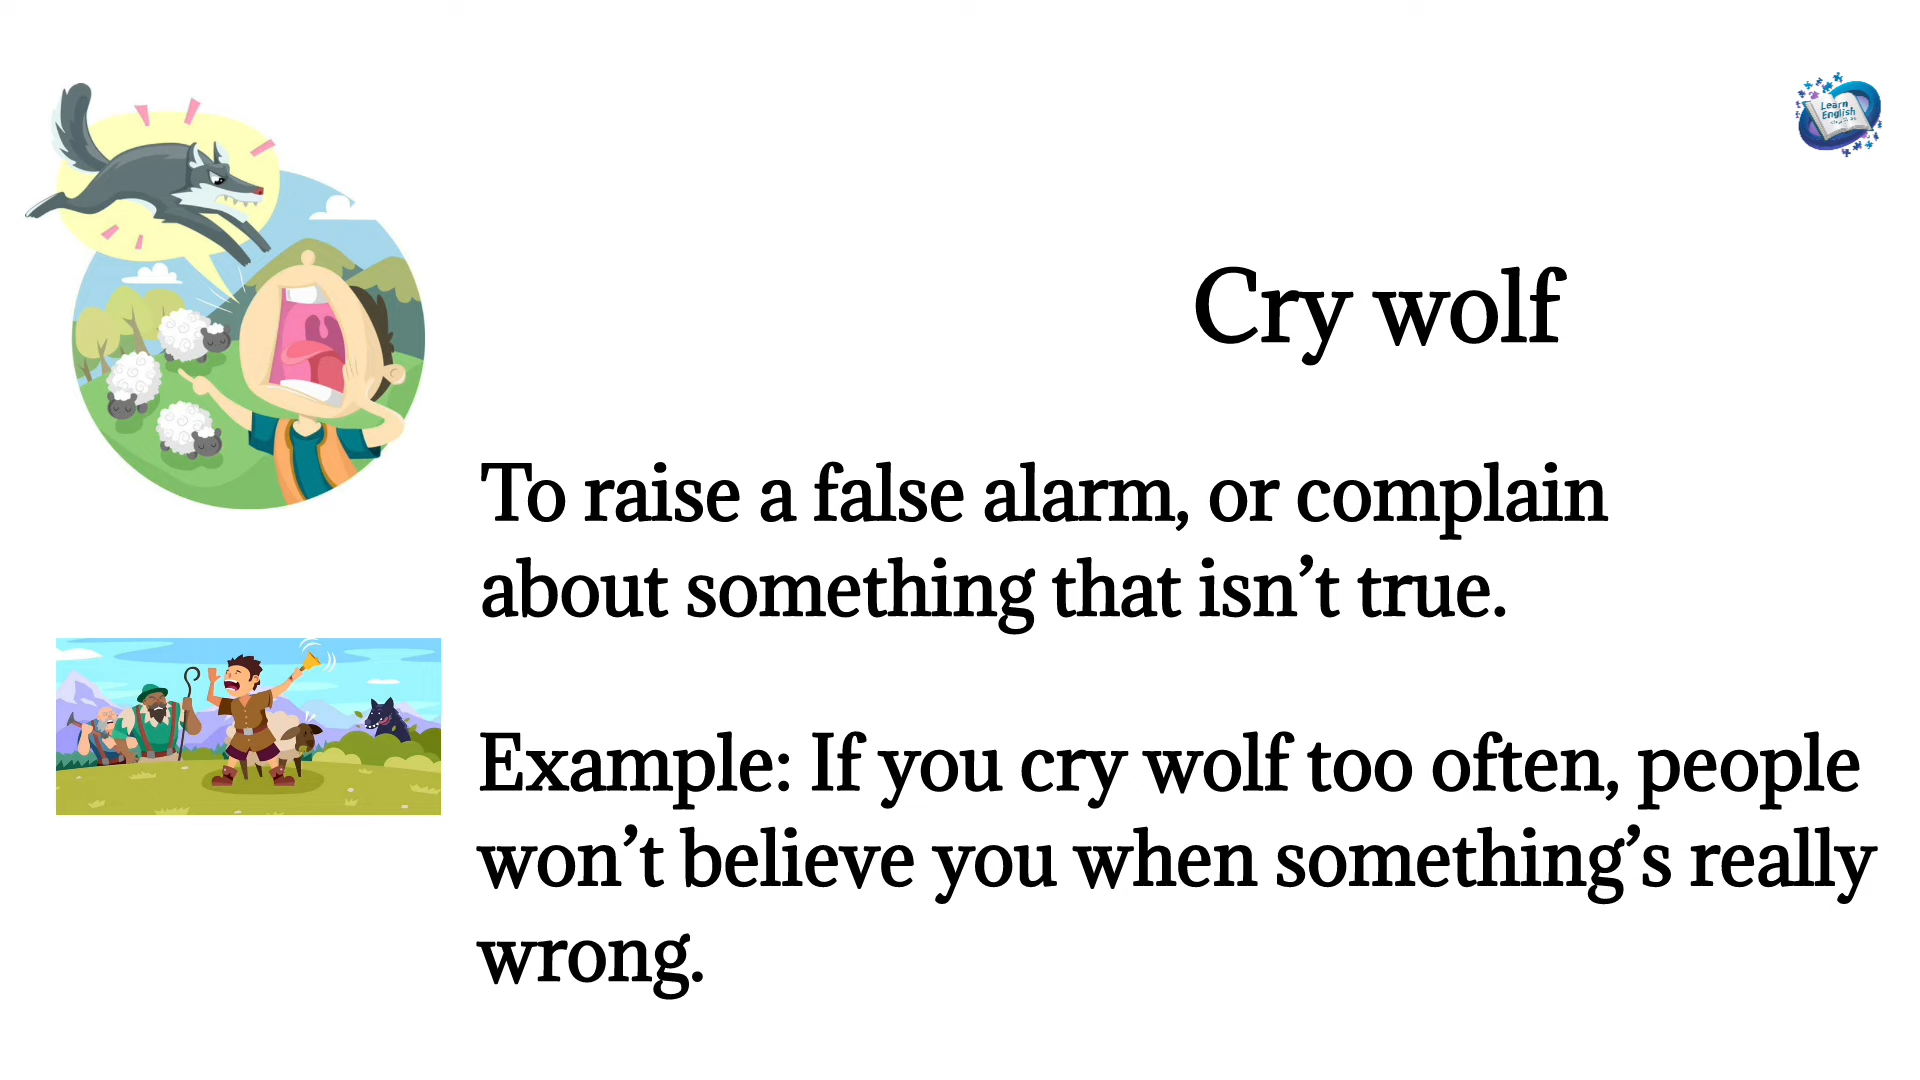 Learn
English
Cry wolf
To raise a false alarm, or complain
about something that isn’t true.
Example: If you cry wolf too often, people
won’t believe you when something’s really
wrong.